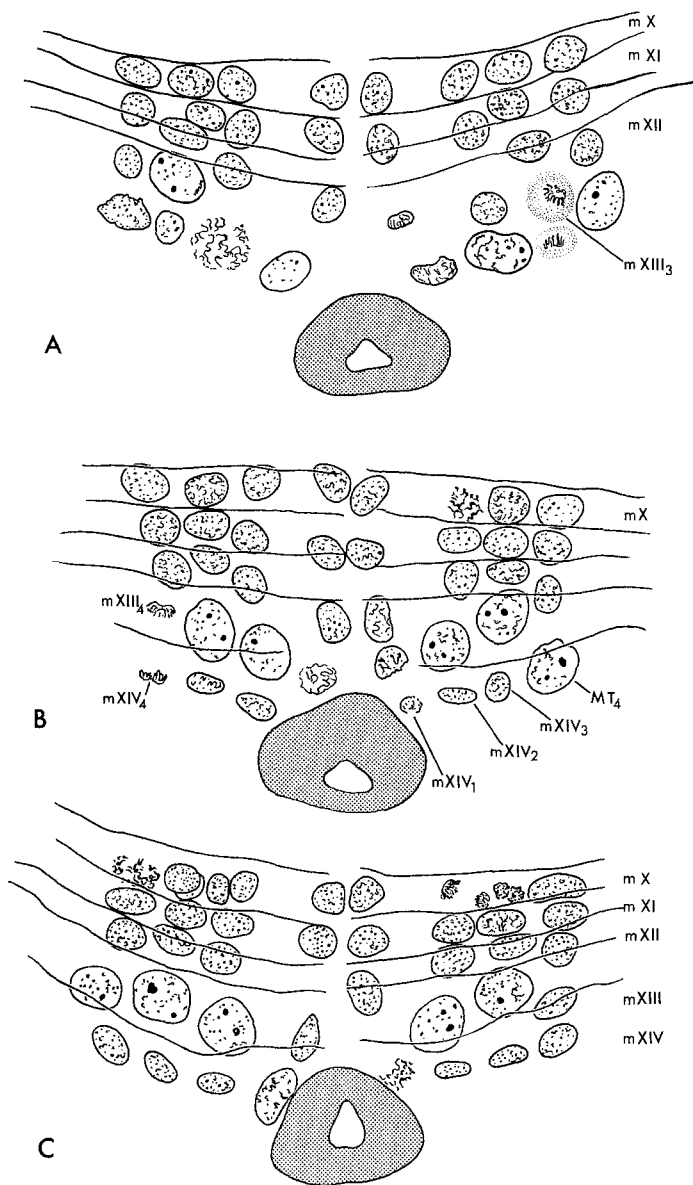 m X
m XI
m XII
m XIII₃
A
m X
m XIII₄
m XIV₄
MT₄
m XIV₃
m XIV₂
m XIV₁
B
m X
m XI
m XII
m XIII
m XIV
C